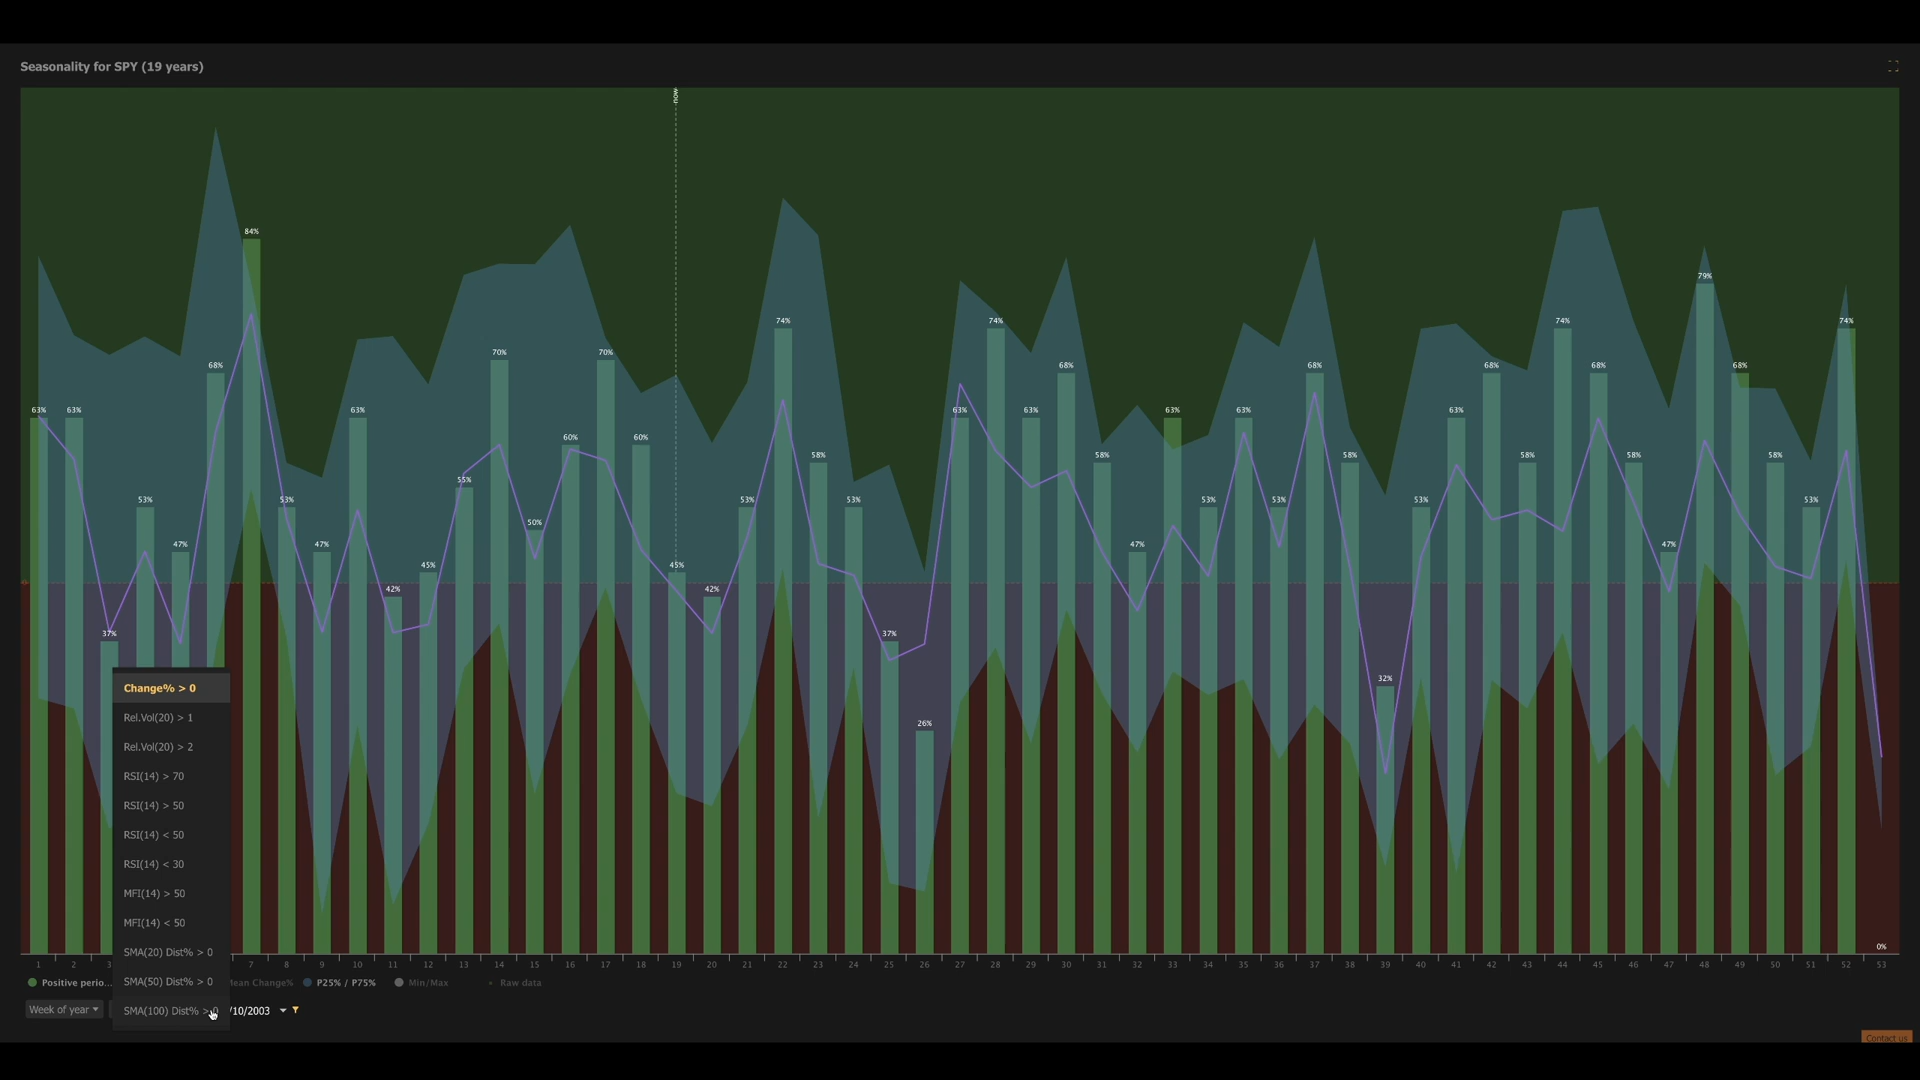 Seasonality for SPY (19 years)
now
84%
79%
74%
74%
74%
74%
70%
70%
68%
68%
68%
68%
68%
68%
63%
63%
63%
63%
63%
63%
63%
63%
60%
60%
58%
58%
58%
58%
58%
58%
55%
53%
53%
53%
53%
53%
53%
53%
53%
50%
47%
47%
47%
47%
45%
45%
42%
42%
37%
37%
32%
26%
0%
Change% > 0
Rel.Vol(20) > 1
Rel.Vol(20) > 2
RSI(14) > 70
RSI(14) > 50
RSI(14) < 50
RSI(14) < 30
MFI(14) > 50
MFI(14) < 50
SMA(20) Dist% > 0
SMA(50) Dist% > 0
SMA(100) Dist% > 0
1 2 3 7 8 9 10 11 12 13 14 15 16 17 18 19 20 21 22 23 24 25 26 27 28 29 30 31 32 33 34 35 36 37 38 39 40 41 42 43 44 45 46 47 48 49 50 51 52 53
Positive perio... Mean Change% P25% / P75% Min/Max Raw data
Week of year /10/2003
Contact us